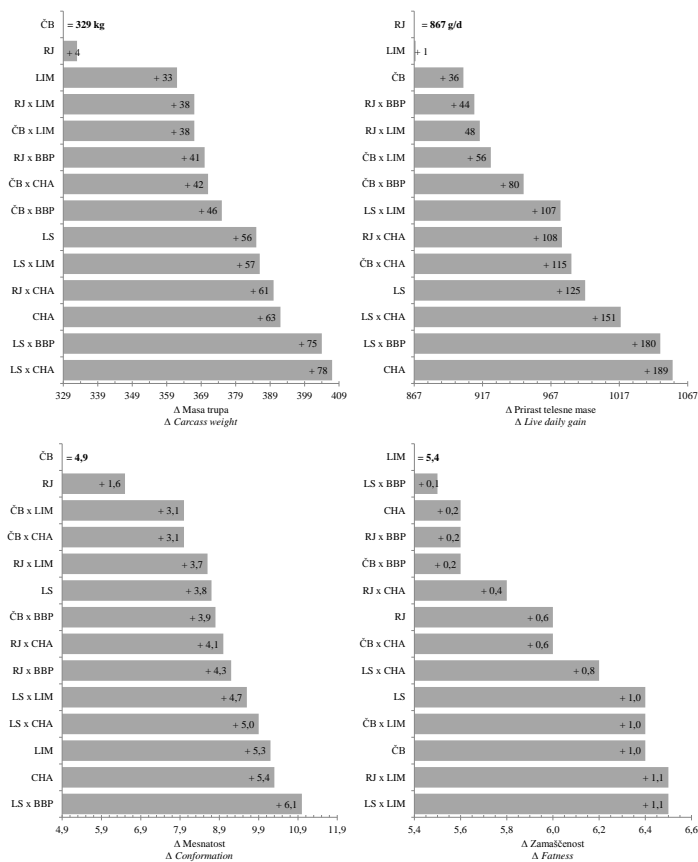 ČB = 329 kg
RJ + 4
LIM + 33
RJ x LIM + 38
ČB x LIM + 38
RJ x BBP + 41
ČB x CHA + 42
ČB x BBP + 46
LS + 56
LS x LIM + 57
RJ x CHA + 61
CHA + 63
LS x BBP + 75
LS x CHA + 78
329 339 349 359 369 379 389 399 409
Δ Masa trupa
Δ Carcass weight
RJ = 867 g/d
LIM + 1
ČB + 36
RJ x BBP + 44
RJ x LIM 48
ČB x LIM + 56
ČB x BBP + 80
LS x LIM + 107
RJ x CHA + 108
ČB x CHA + 115
LS + 125
LS x CHA + 151
LS x BBP + 180
CHA + 189
867 917 967 1017 1067
Δ Prirast telesne mase
Δ Live daily gain
ČB = 4,9
RJ + 1,6
ČB x LIM + 3,1
ČB x CHA + 3,1
RJ x LIM + 3,7
LS + 3,8
ČB x BBP + 3,9
RJ x CHA + 4,1
RJ x BBP + 4,3
LS x LIM + 4,7
LS x CHA + 5,0
LIM + 5,3
CHA + 5,4
LS x BBP + 6,1
4,9 5,9 6,9 7,9 8,9 9,9 10,9 11,9
Δ Mesnatost
Δ Conformation
LIM = 5,4
LS x BBP + 0,1
CHA + 0,2
RJ x BBP + 0,2
ČB x BBP + 0,2
RJ x CHA + 0,4
RJ + 0,6
ČB x CHA + 0,6
LS x CHA + 0,8
LS + 1,0
ČB x LIM + 1,0
ČB + 1,0
RJ x LIM + 1,1
LS x LIM + 1,1
5,4 5,6 5,8 6,0 6,2 6,4 6,6
Δ Zamaščenost
Δ Fatness